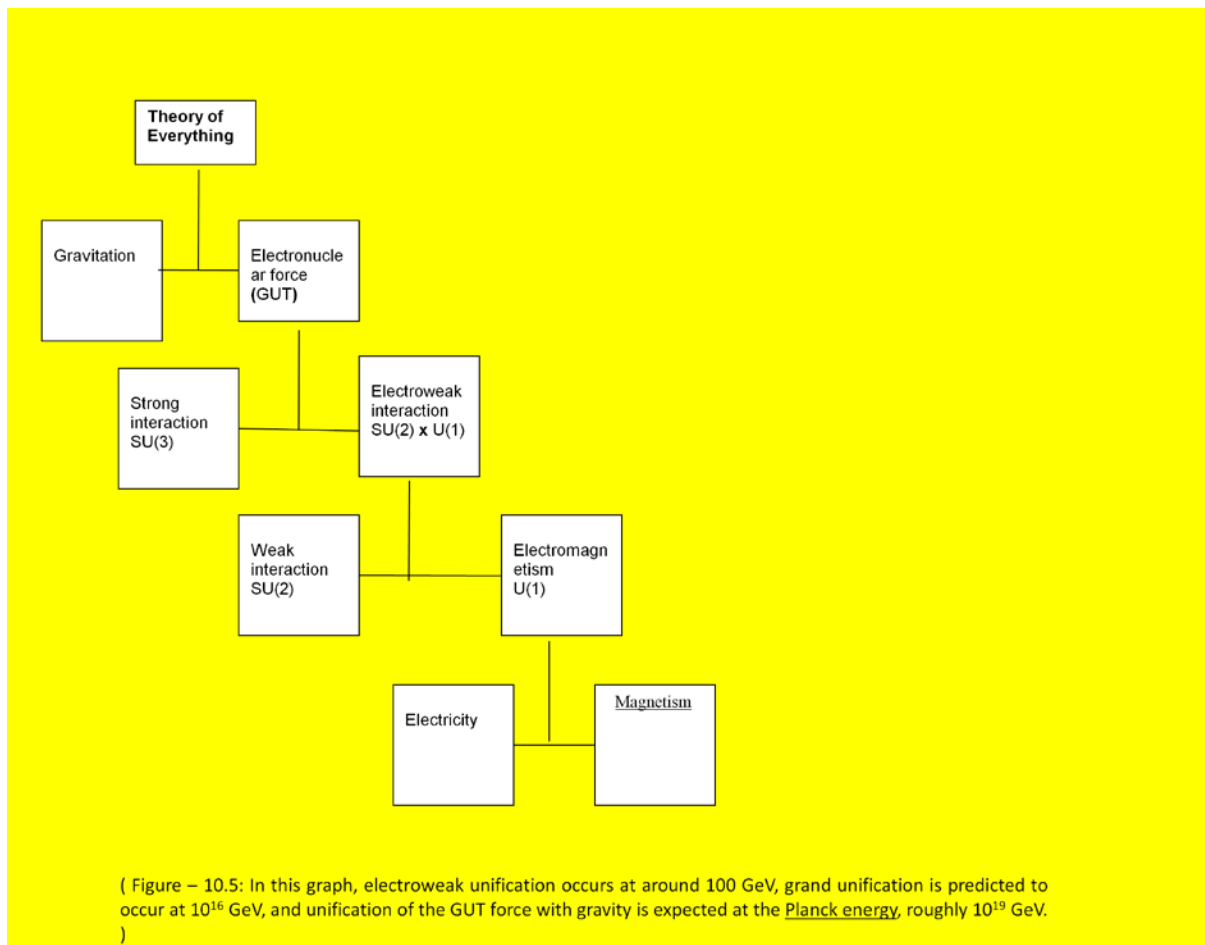 Theory of
Everything
Gravitation
Electronucle
ar force
(GUT)
Strong
interaction
SU(3)
Electroweak
interaction
SU(2) x U(1)
Weak
interaction
SU(2)
Electromagn
etism
U(1)
Electricity
Magnetism
( Figure – 10.5: In this graph, electroweak unification occurs at around 100 GeV, grand unification is predicted to
occur at 10¹⁶ GeV, and unification of the GUT force with gravity is expected at the Planck energy, roughly 10¹⁹ GeV.
)